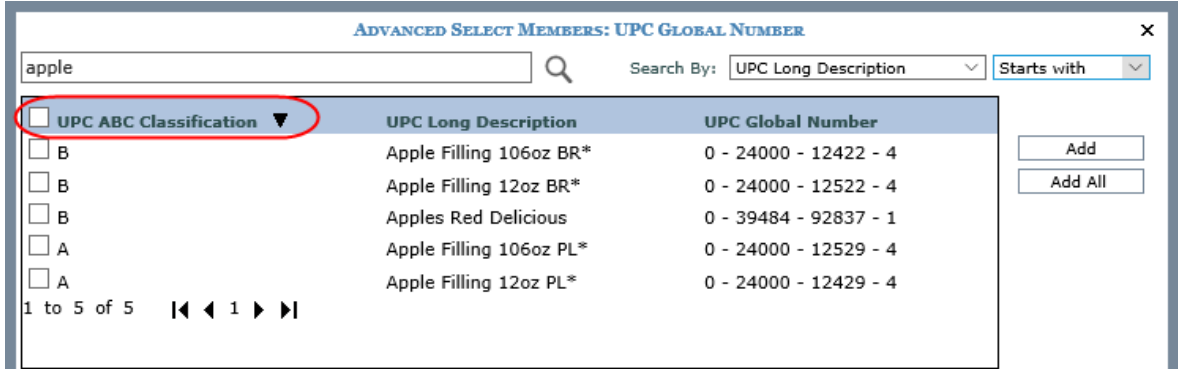 ADVANCED SELECT MEMBERS: UPC GLOBAL NUMBER ×
apple Search By: UPC Long Description Starts with
UPC ABC Classification ▼ UPC Long Description UPC Global Number
B Apple Filling 106oz BR* 0 - 24000 - 12422 - 4 Add
B Apple Filling 12oz BR* 0 - 24000 - 12522 - 4 Add All
B Apples Red Delicious 0 - 39484 - 92837 - 1
A Apple Filling 106oz PL* 0 - 24000 - 12529 - 4
A Apple Filling 12oz PL* 0 - 24000 - 12429 - 4
1 to 5 of 5 1